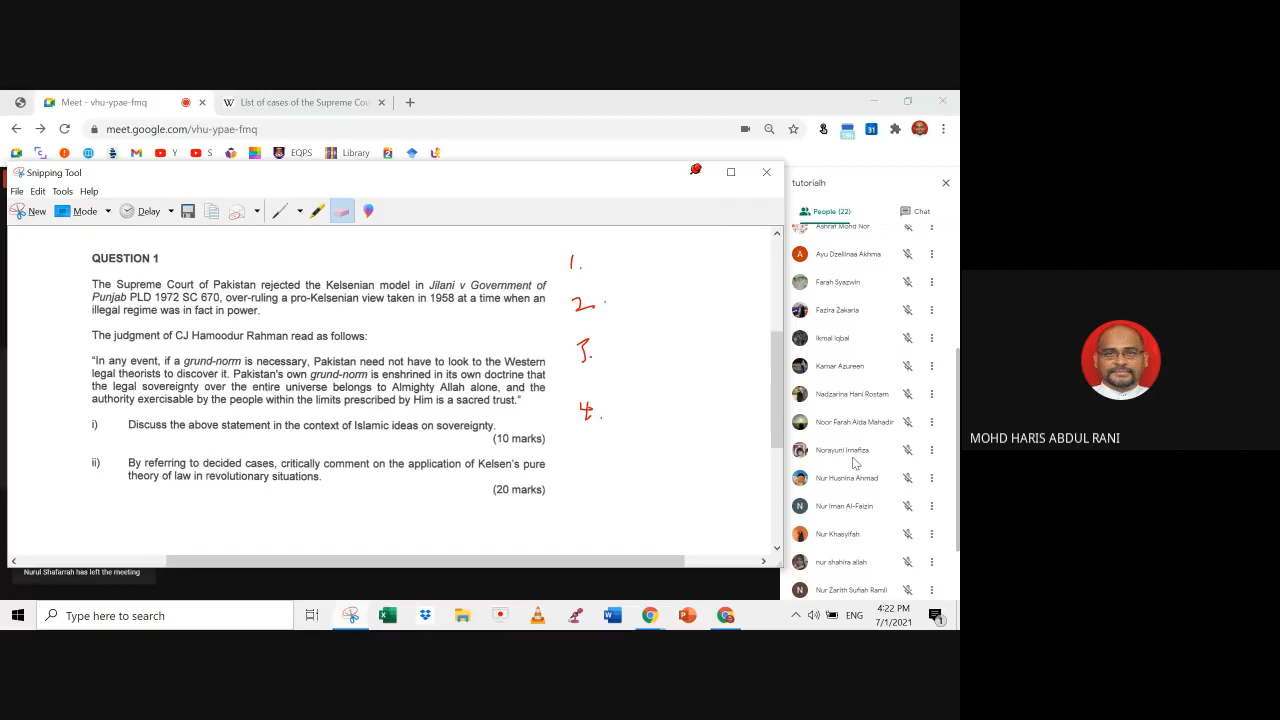 Meet - vhu-ypae-fmq
List of cases of the Supreme Cou
meet.google.com/vhu-ypae-fmq
Y
S
EQPS
Library
Snipping Tool
File Edit Tools Help
New Mode Delay
QUESTION 1
The Supreme Court of Pakistan rejected the Kelsenian model in Jilani v Government of
Punjab PLD 1972 SC 670, over-ruling a pro-Kelsenian view taken in 1958 at a time when an
illegal regime was in fact in power.
The judgment of CJ Hamoodur Rahman read as follows:
“In any event, if a grund-norm is necessary, Pakistan need not have to look to the Western
legal theorists to discover it. Pakistan's own grund-norm is enshrined in its own doctrine that
the legal sovereignty over the entire universe belongs to Almighty Allah alone, and the
authority exercisable by the people within the limits prescribed by Him is a sacred trust.”
i) Discuss the above statement in the context of Islamic ideas on sovereignty.
(10 marks)
ii) By referring to decided cases, critically comment on the application of Kelsen's pure
theory of law in revolutionary situations.
(20 marks)
1.
2.
3.
4.
tutorialh
People (22)
Chat
Ashraf Mohd Nor
Ayu Dzellinaa Akhma
Farah Syazwin
Fazira Zakaria
Ikmal Iqbal
Kamar Azureen
Nadzarina Hani Rostam
Noor Farah Aida Mahadir
Norayuni Irnafiza
Nur Husnina Ahmad
Nur Iman Al-Faizin
Nur Khasyifah
nur shahira aliah
Nur Zarith Sufiah Ramli
Nurul Shafarrah has left the meeting
Type here to search
ENG
4:22 PM
7/1/2021
MOHD HARIS ABDUL RANI